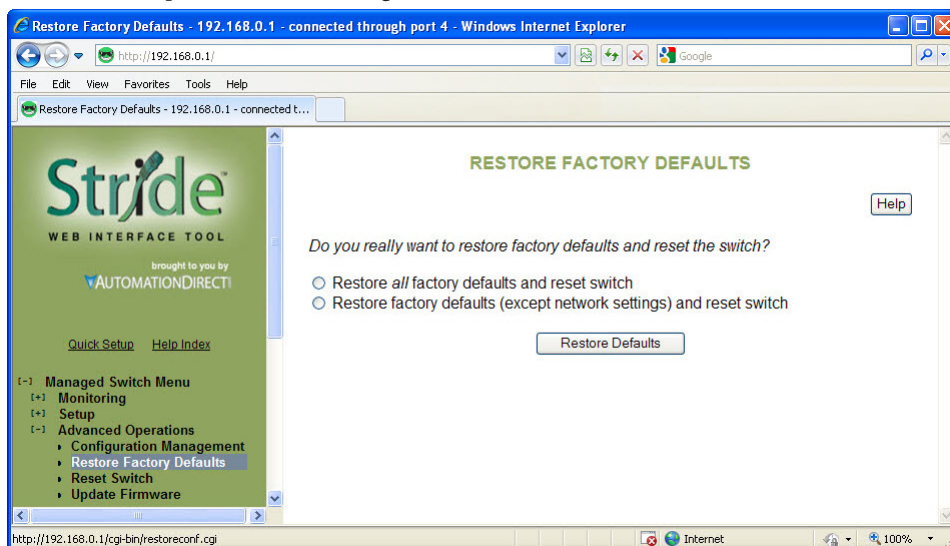 Restore Factory Defaults - 192.168.0.1 - connected through port 4 - Windows Internet Explorer
http://192.168.0.1/
Google
File Edit View Favorites Tools Help
Restore Factory Defaults - 192.168.0.1 - connected t...
Stride™
WEB INTERFACE TOOL
brought to you by
AUTOMATIONDIRECT
Quick Setup Help Index
[-] Managed Switch Menu
[+] Monitoring
[+] Setup
[-] Advanced Operations
Configuration Management
Restore Factory Defaults
Reset Switch
Update Firmware
RESTORE FACTORY DEFAULTS
Help
Do you really want to restore factory defaults and reset the switch?
Restore all factory defaults and reset switch
Restore factory defaults (except network settings) and reset switch
Restore Defaults
http://192.168.0.1/cgi-bin/restoreconf.cgi
Internet
100%